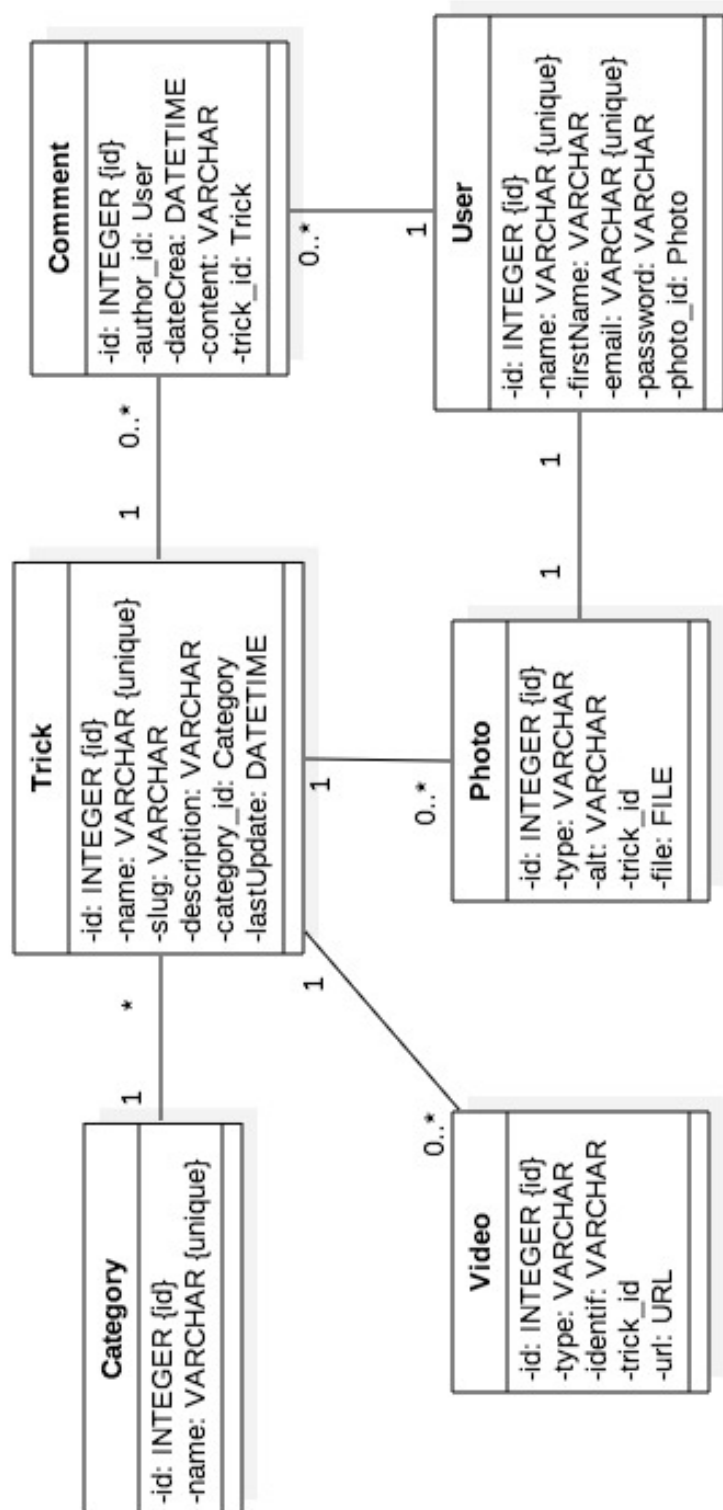 Category
-id: INTEGER {id}
-name: VARCHAR {unique}
1
*
Trick
-id: INTEGER {id}
-name: VARCHAR {unique}
-slug: VARCHAR
-description: VARCHAR
-category_id: Category
-lastUpdate: DATETIME
1
0..*
Comment
-id: INTEGER {id}
-author_id: User
-dateCrea: DATETIME
-content: VARCHAR
-trick_id: Trick
1
0..*
1
0..*
0..*
1
Video
-id: INTEGER {id}
-type: VARCHAR
-identif: VARCHAR
-trick_id
-url: URL
Photo
-id: INTEGER {id}
-type: VARCHAR
-alt: VARCHAR
-trick_id
-file: FILE
1
1
User
-id: INTEGER {id}
-name: VARCHAR {unique}
-firstName: VARCHAR
-email: VARCHAR {unique}
-password: VARCHAR
-photo_id: Photo